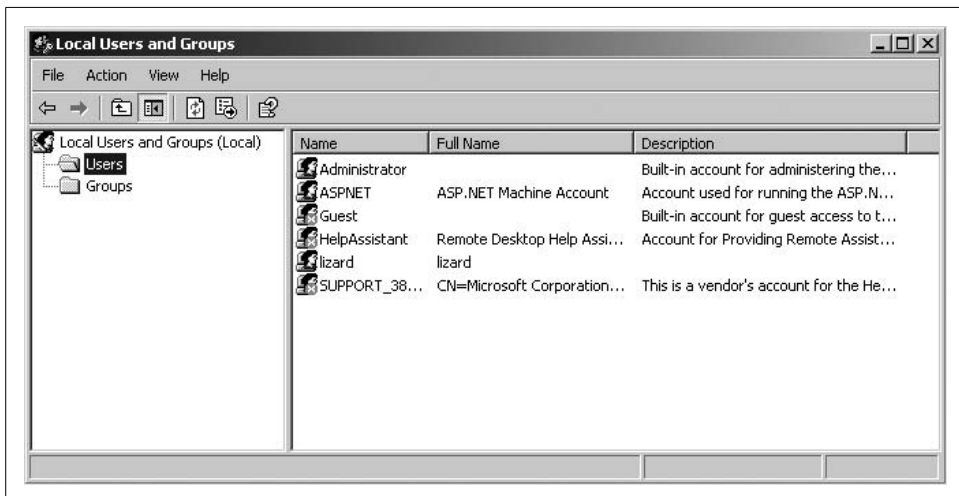 Local Users and Groups
File Action View Help
Local Users and Groups (Local)
Users
Groups
Name Full Name Description
Administrator Built-in account for administering the...
ASPNET ASP.NET Machine Account Account used for running the ASP.N...
Guest Built-in account for guest access to t...
HelpAssistant Remote Desktop Help Assi... Account for Providing Remote Assist...
lizard lizard
SUPPORT_38... CN=Microsoft Corporation... This is a vendor's account for the He...